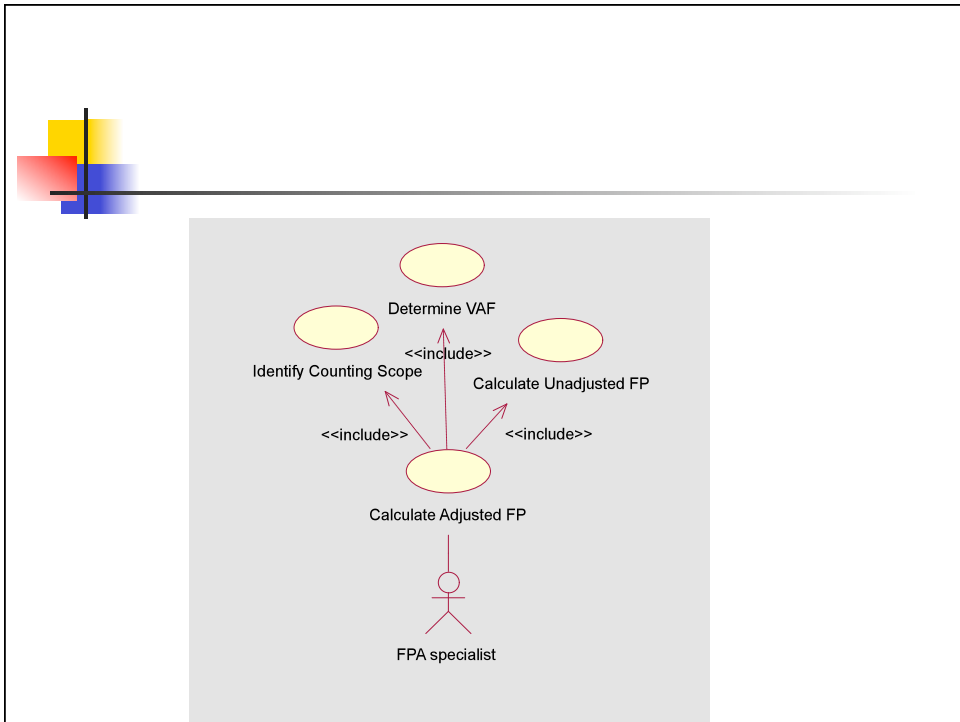 Determine VAF
<<include>>
Identify Counting Scope
Calculate Unadjusted FP
<<include>>
<<include>>
Calculate Adjusted FP
FPA specialist